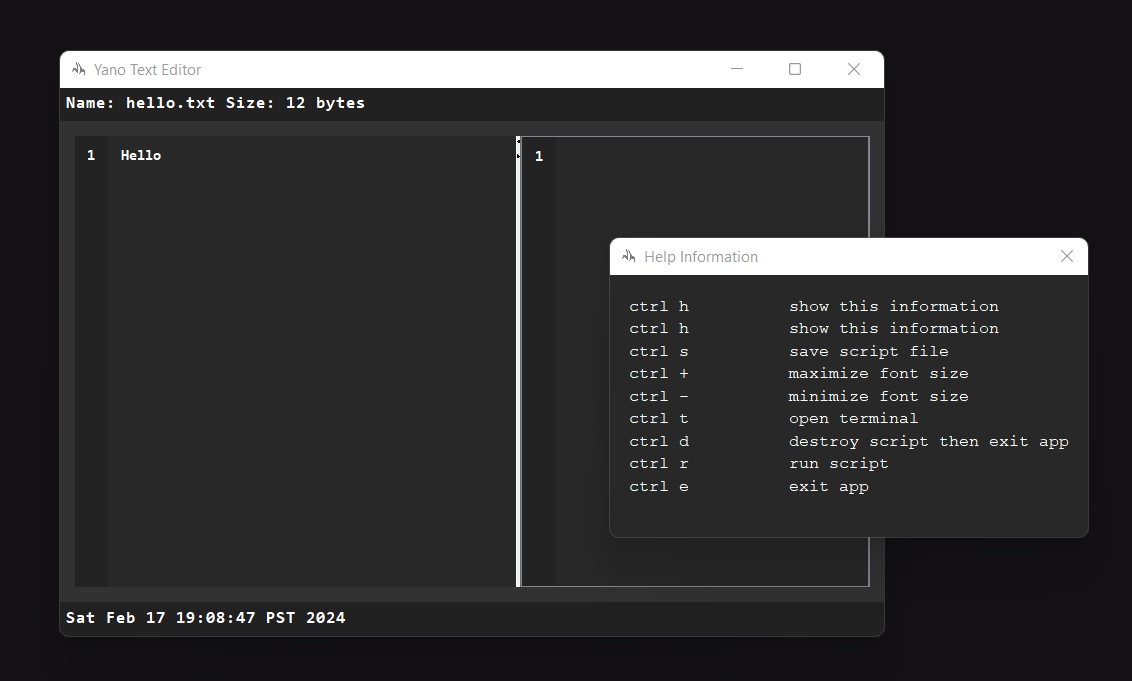 Yano Text Editor
Name: hello.txt Size: 12 bytes
1 Hello
1
Help Information
ctrl h show this information
ctrl h show this information
ctrl s save script file
ctrl + maximize font size
ctrl - minimize font size
ctrl t open terminal
ctrl d destroy script then exit app
ctrl r run script
ctrl e exit app
Sat Feb 17 19:08:47 PST 2024